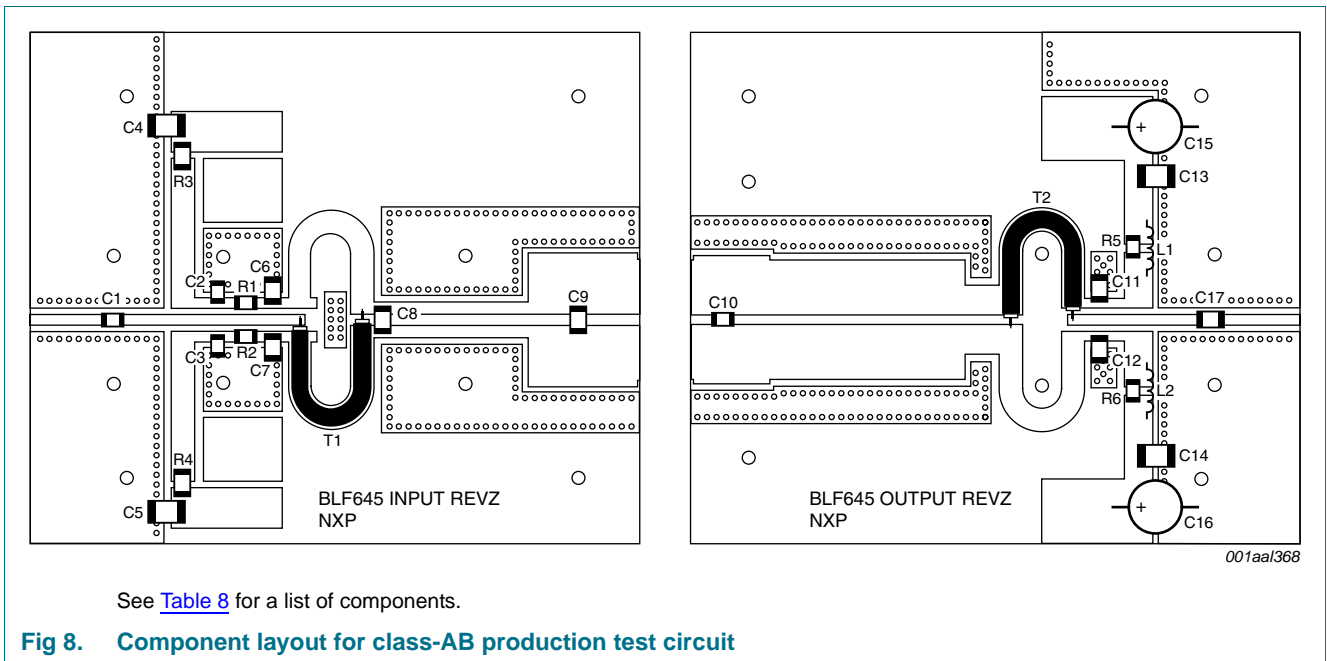 C4
R3
C2
R1
C6
C1
C8
C9
C3
R2
C7
T1
R4
C5
BLF645 INPUT REVZ
NXP
C15
C13
T2
R5
L1
C11
C10
C17
C12
R6
L2
C14
C16
BLF645 OUTPUT REVZ
NXP
+
+
001aal368
See Table 8 for a list of components.
Fig 8. Component layout for class-AB production test circuit